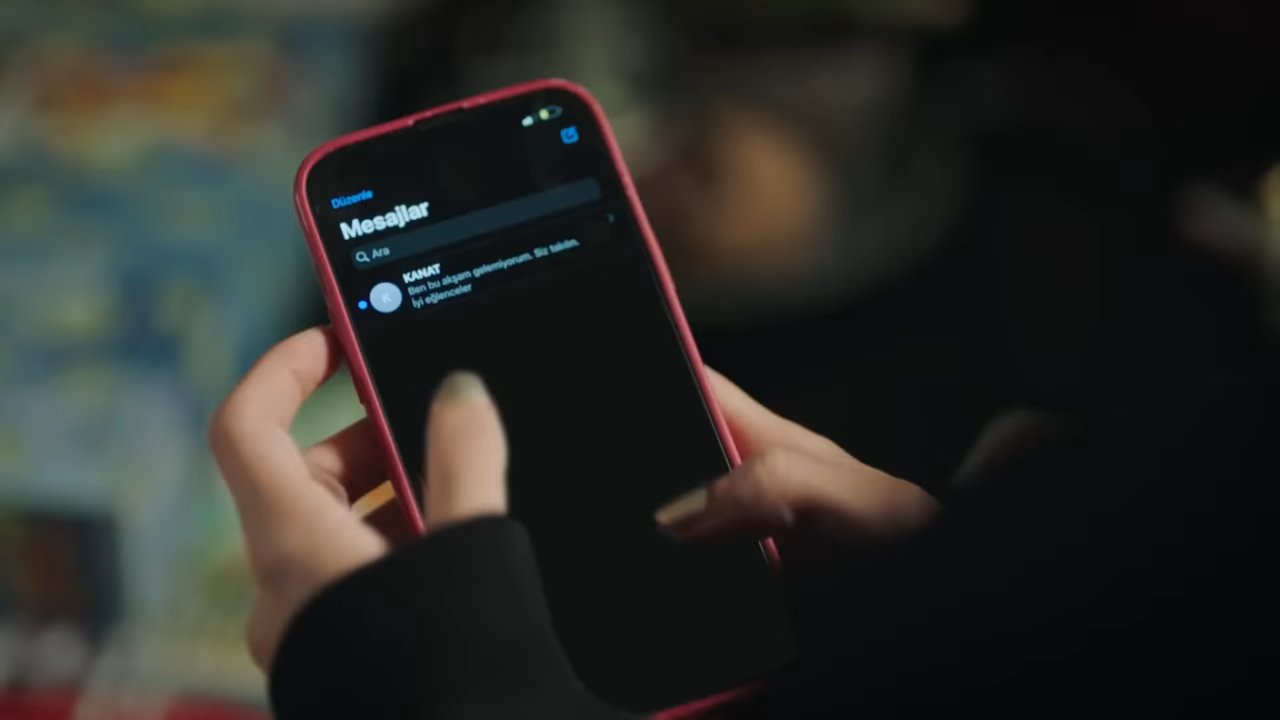 Düzenle
Mesajlar
Ara
KANAT
K
Ben bu akşam gelemiyorum. Siz takılın.
İyi eğlenceler